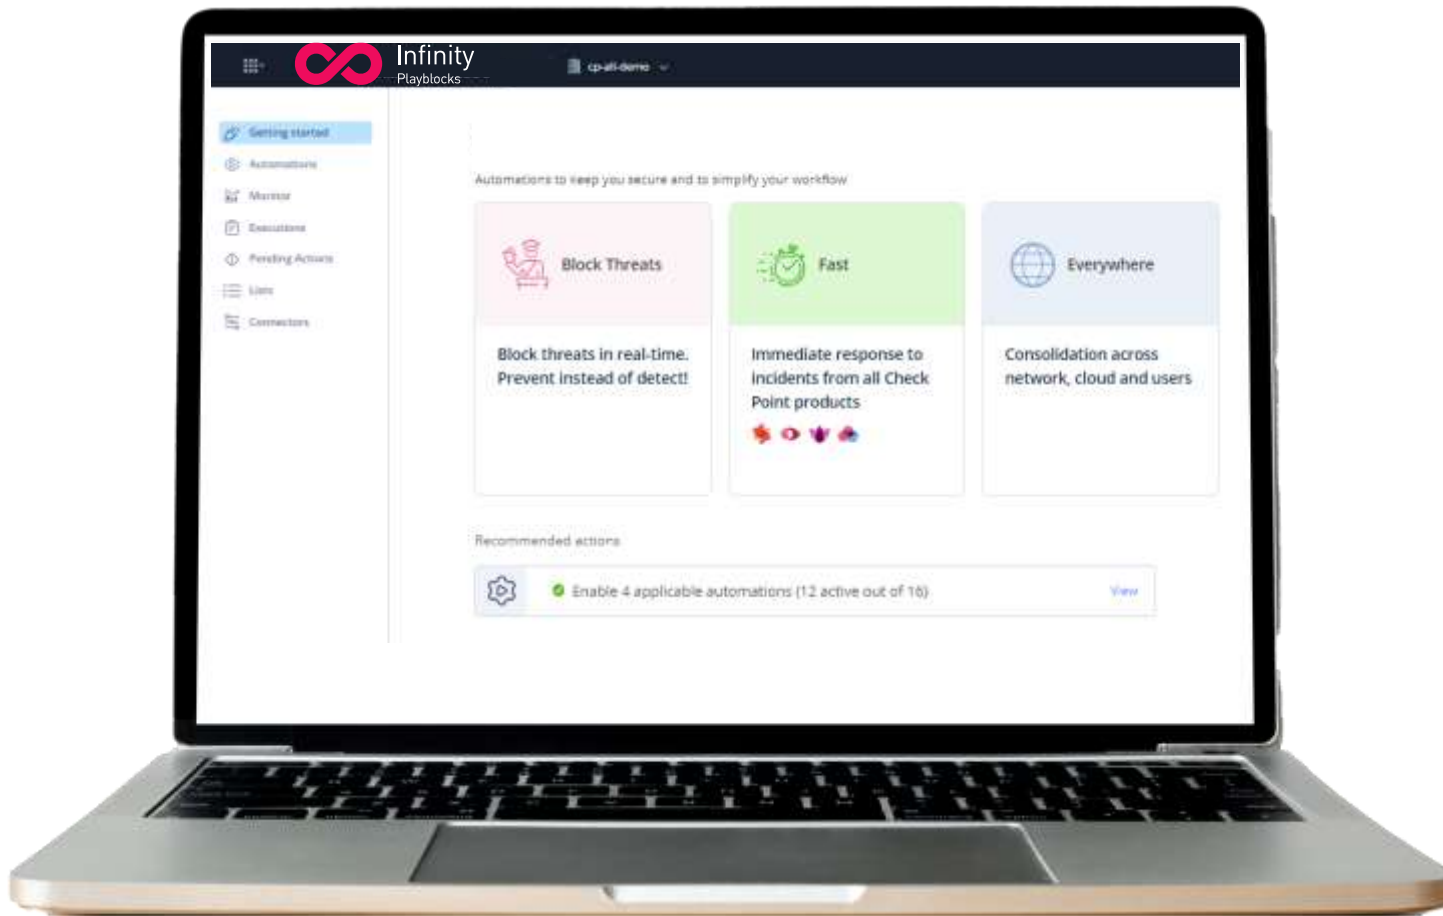 Infinity
Playblocks
cp-all-demo
Getting started
Automations
Monitor
Executions
Pending Actions
Lists
Connectors
Automations to keep you secure and to simplify your workflow
Block Threats
Block threats in real-time.
Prevent instead of detect!
Fast
Immediate response to
incidents from all Check
Point products
Everywhere
Consolidation across
network, cloud and users
Recommended actions
Enable 4 applicable automations (12 active out of 16)
View